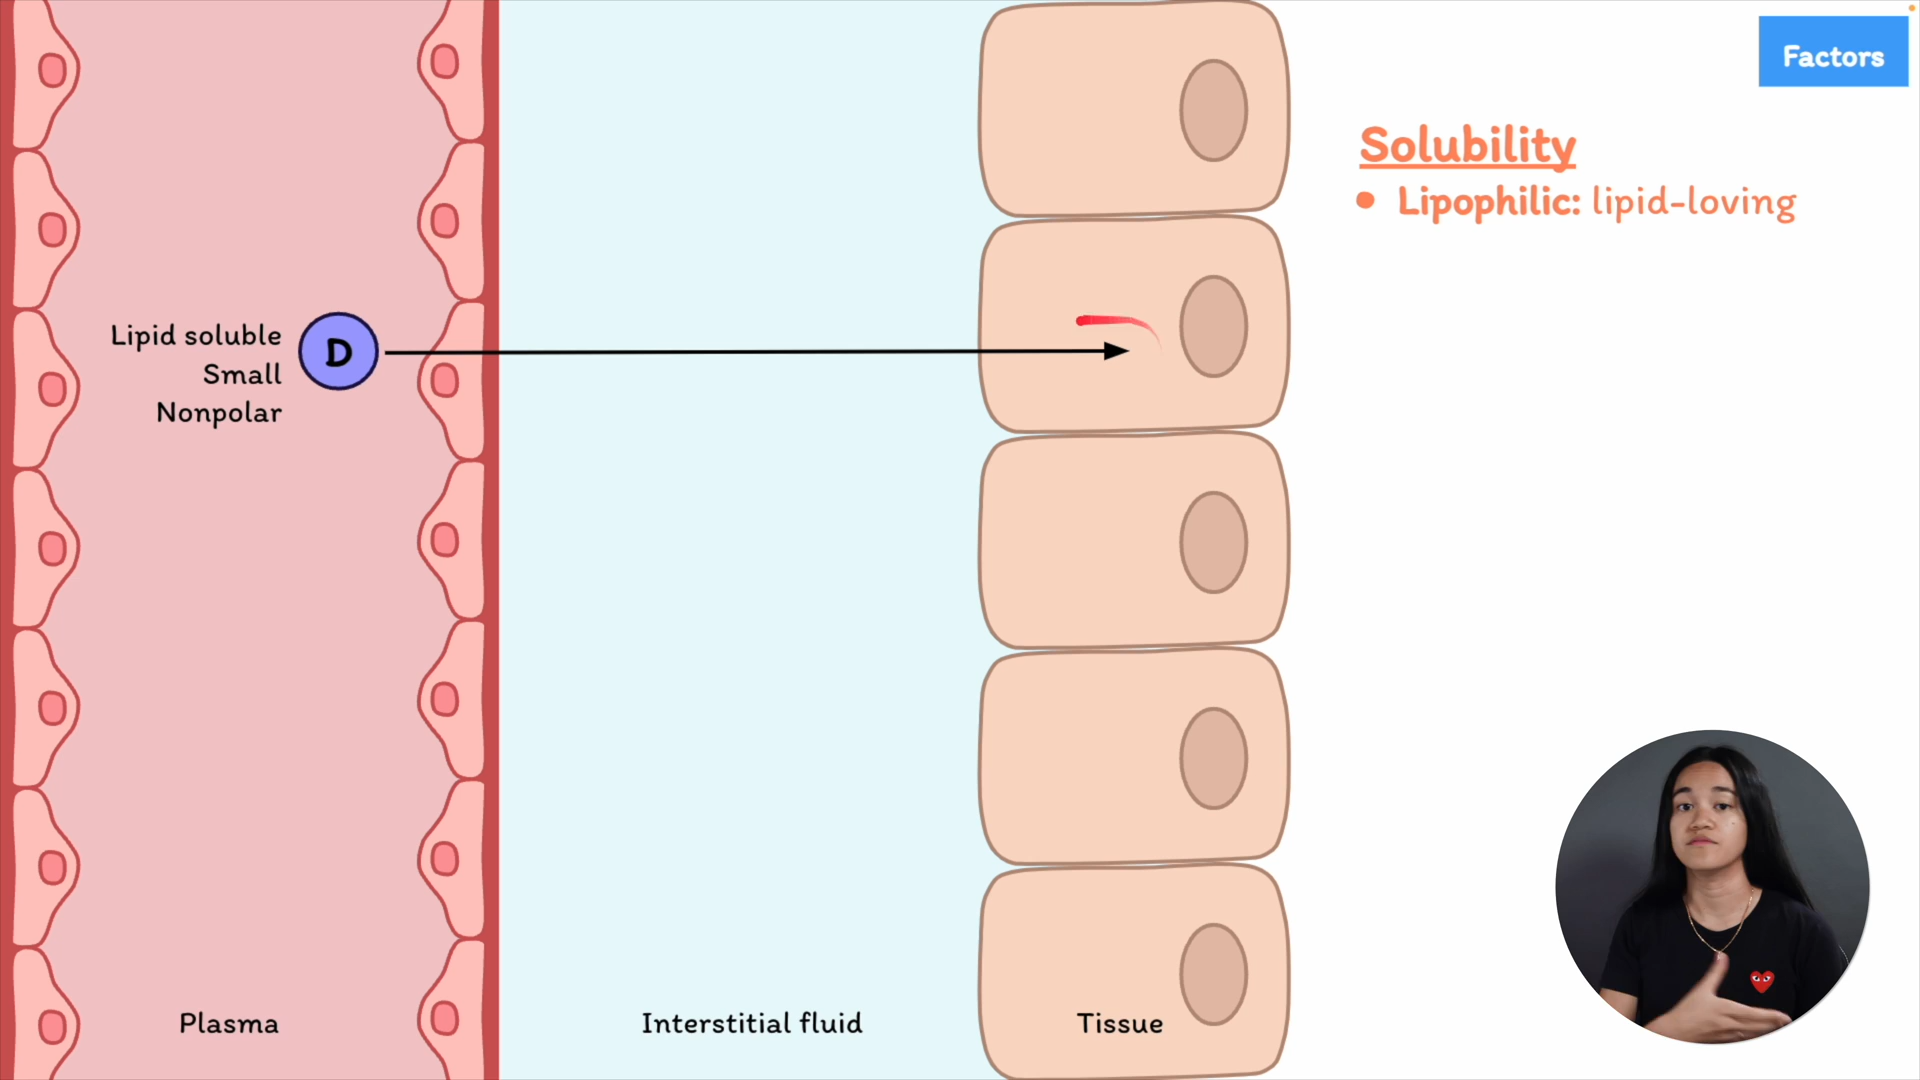 Factors
Solubility
• Lipophilic: lipid-loving
Lipid soluble
Small
Nonpolar
D
Plasma
Interstitial fluid
Tissue